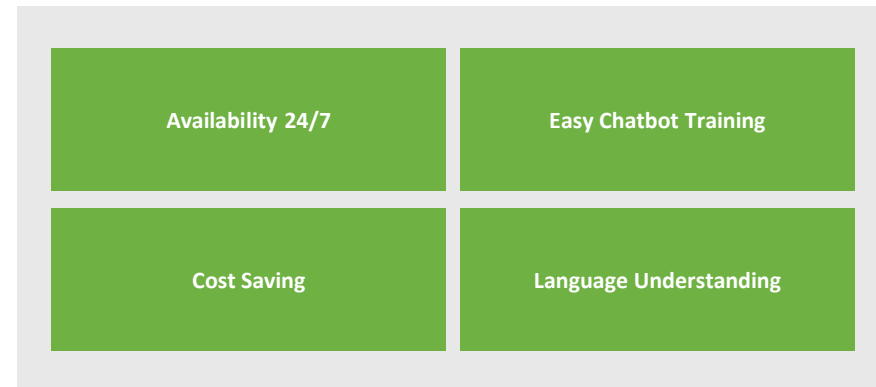 Availability 24/7
Easy Chatbot Training
Cost Saving
Language Understanding